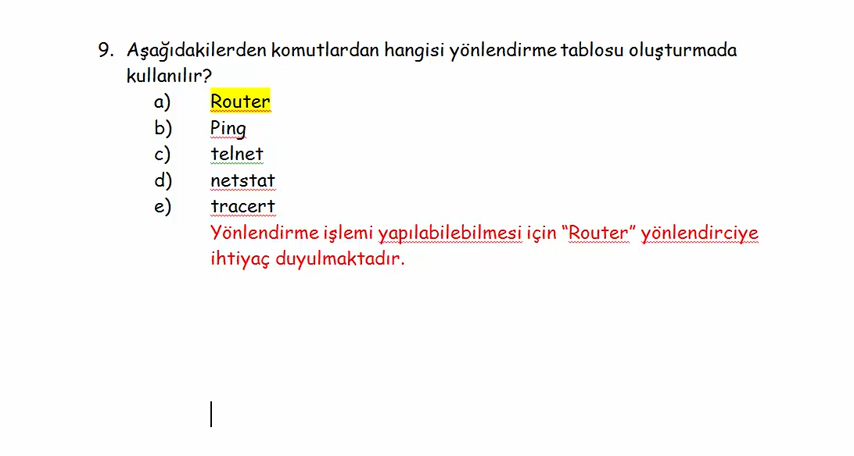 9. Aşağıdakilerden komutlardan hangisi yönlendirme tablosu oluşturmada
kullanılır?
a) Router
b) Ping
c) telnet
d) netstat
e) tracert
Yönlendirme işlemi yapılabilebilmesi için “Router” yönlendirciye
ihtiyaç duyulmaktadır.